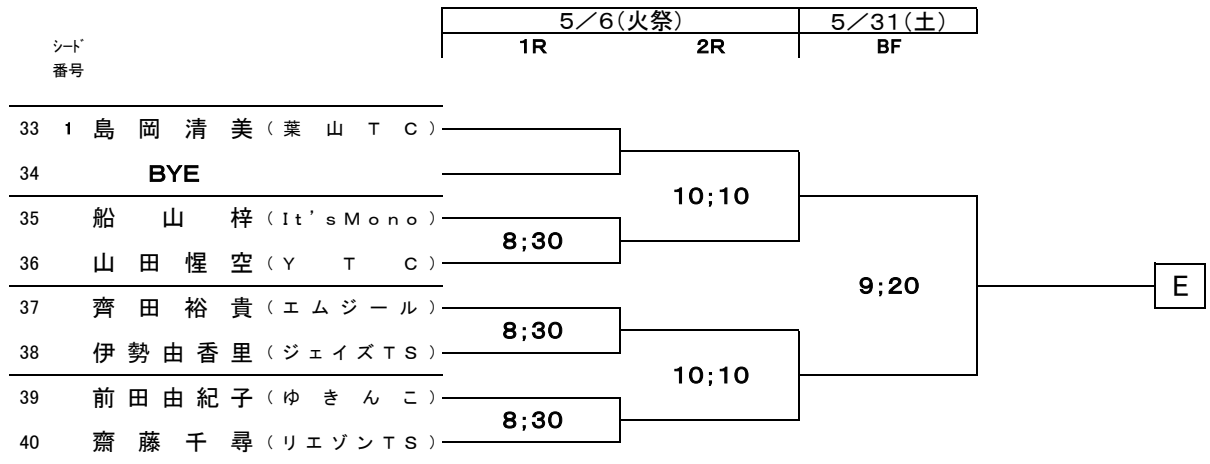 5/6(火祭) 5/31(土)
シード 1R 2R BF
番号
33 1 島岡清美(葉山TC)
34 BYE
10;10
35 船山梓(It'sMono)
8;30
36 山田惺空(YTC)
9;20 E
37 齊田裕貴(エムジール)
8;30
38 伊勢由香里(ジェイズTS)
10;10
39 前田由紀子(ゆきんこ)
8;30
40 齋藤千尋(リエゾンTS)